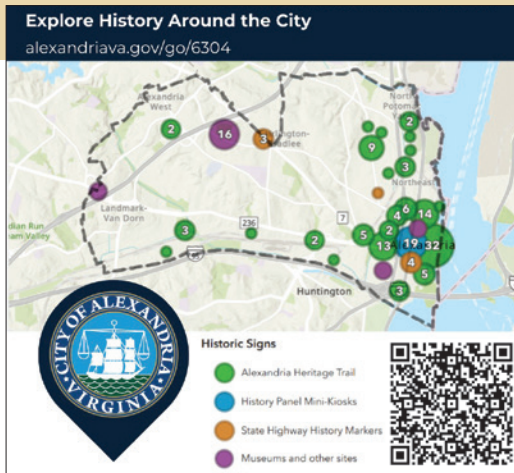 Explore History Around the City
alexandriava.gov/go/6304
Alexandria
West
North
Poto
2
2
16
3
lington-
9
3
Northeast
Landmark-
Van Dorn
236
7
6
14
4
3
2
5
2
13
19
32
4
5
3
Huntington
CITY OF ALEXANDRIA
VIRGINIA
Historic Signs
Alexandria Heritage Trail
History Panel Mini-Kiosks
State Highway History Markers
Museums and other sites